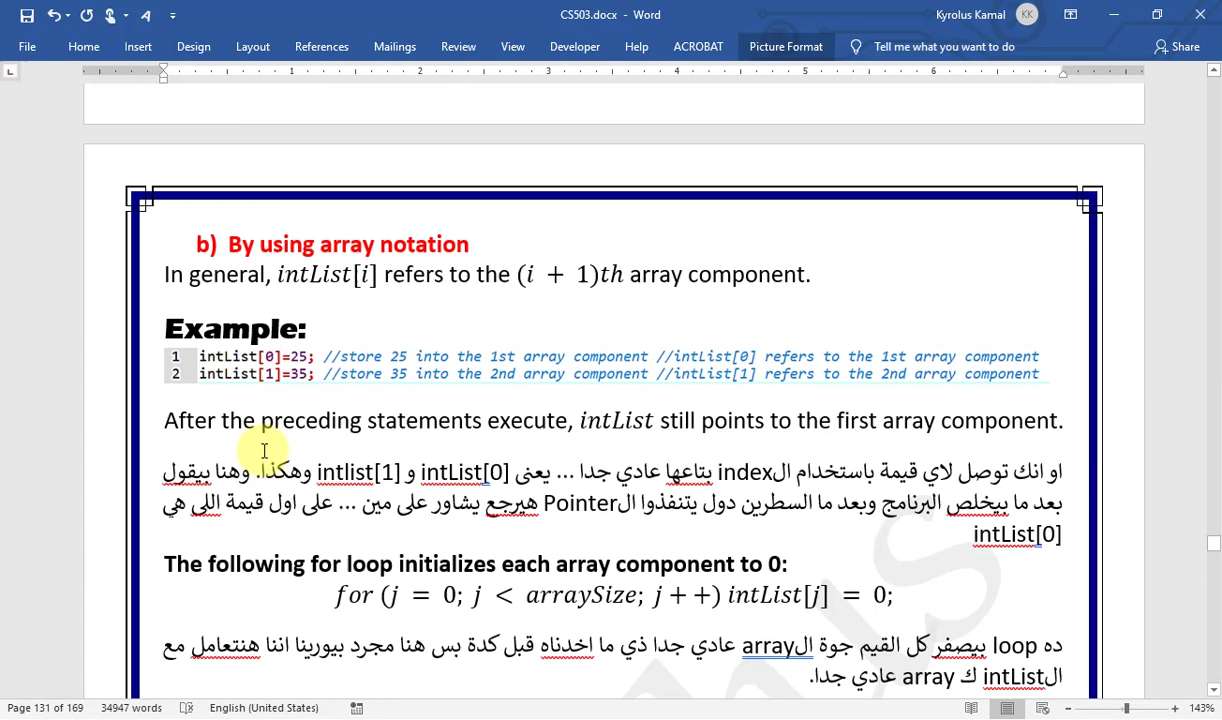 CS503.docx - Word
Kyrolus Kamal
KK
File Home Insert Design Layout References Mailings Review View Developer Help ACROBAT Picture Format Tell me what you want to do Share
1 2 3 4 5 6
b) By using array notation
In general, intList[i] refers to the (i + 1)th array component.
Example:
1 intList[0]=25; //store 25 into the 1st array component //intList[0] refers to the 1st array component
2 intList[1]=35; //store 35 into the 2nd array component //intList[1] refers to the 2nd array component
After the preceding statements execute, intList still points to the first array component.
او انك توصل لاي قيمة باستخدام الindex بتاعها عادي جدا ... يعنى intList[0] و intlist[1] وهكذا. وهنا بيقول
بعد ما بيخلص البرنامج وبعد ما السطرين دول يتنفذوا الPointer هيرجع يشاور على مين ... على اول قيمة اللى هي
intList[0]
The following for loop initializes each array component to 0:
for (j = 0; j < arraySize; j + +) intList[j] = 0;
ده loop بيصفر كل القيم جوة الarray عادي جدا ذي ما اخدناه قبل كدة بس هنا مجرد بيورينا اننا هنتعامل مع
الintList ك array عادي جدا.
Page 131 of 169 34947 words English (United States) 143%